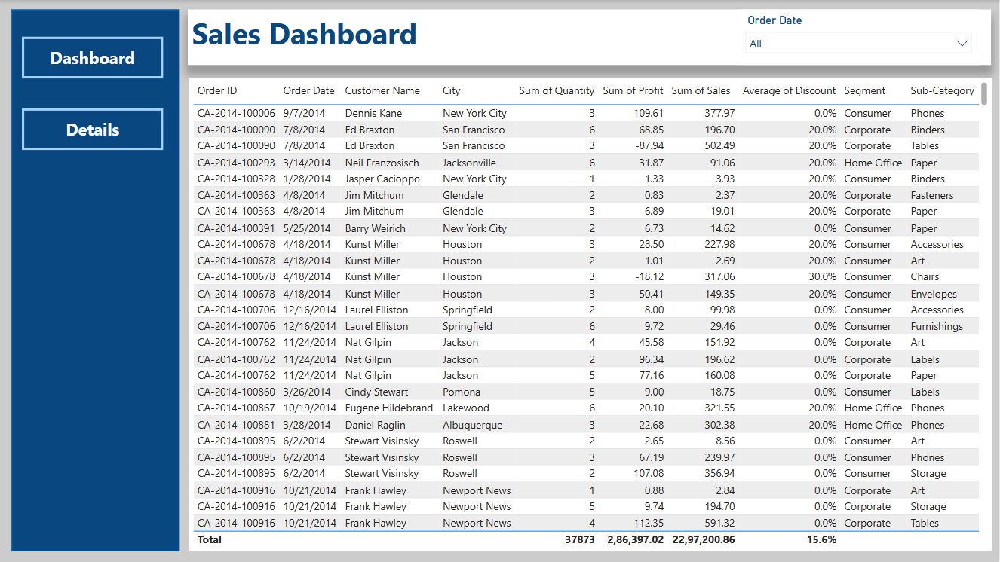 Dashboard
Details
Sales Dashboard
Order Date
All
Order ID Order Date Customer Name City Sum of Quantity Sum of Profit Sum of Sales Average of Discount Segment Sub-Category
CA-2014-100006 9/7/2014 Dennis Kane New York City 3 109.61 377.97 0.0% Consumer Phones
CA-2014-100090 7/8/2014 Ed Braxton San Francisco 6 68.85 196.70 20.0% Corporate Binders
CA-2014-100090 7/8/2014 Ed Braxton San Francisco 3 -87.94 502.49 20.0% Corporate Tables
CA-2014-100293 3/14/2014 Neil Französisch Jacksonville 6 31.87 91.06 20.0% Home Office Paper
CA-2014-100328 1/28/2014 Jasper Cacioppo New York City 1 1.33 3.93 20.0% Consumer Binders
CA-2014-100363 4/8/2014 Jim Mitchum Glendale 2 0.83 2.37 20.0% Corporate Fasteners
CA-2014-100363 4/8/2014 Jim Mitchum Glendale 3 6.89 19.01 20.0% Corporate Paper
CA-2014-100391 5/25/2014 Barry Weirich New York City 2 6.73 14.62 0.0% Consumer Paper
CA-2014-100678 4/18/2014 Kunst Miller Houston 3 28.50 227.98 20.0% Consumer Accessories
CA-2014-100678 4/18/2014 Kunst Miller Houston 2 1.01 2.69 20.0% Consumer Art
CA-2014-100678 4/18/2014 Kunst Miller Houston 3 -18.12 317.06 30.0% Consumer Chairs
CA-2014-100678 4/18/2014 Kunst Miller Houston 3 50.41 149.35 20.0% Consumer Envelopes
CA-2014-100706 12/16/2014 Laurel Elliston Springfield 2 8.00 99.98 0.0% Consumer Accessories
CA-2014-100706 12/16/2014 Laurel Elliston Springfield 6 9.72 29.46 0.0% Consumer Furnishings
CA-2014-100762 11/24/2014 Nat Gilpin Jackson 4 45.58 151.92 0.0% Corporate Art
CA-2014-100762 11/24/2014 Nat Gilpin Jackson 2 96.34 196.62 0.0% Corporate Labels
CA-2014-100762 11/24/2014 Nat Gilpin Jackson 5 77.16 160.08 0.0% Corporate Paper
CA-2014-100860 3/26/2014 Cindy Stewart Pomona 5 9.00 18.75 0.0% Consumer Labels
CA-2014-100867 10/19/2014 Eugene Hildebrand Lakewood 6 20.10 321.55 20.0% Home Office Phones
CA-2014-100881 3/28/2014 Daniel Raglin Albuquerque 3 22.68 302.38 20.0% Home Office Phones
CA-2014-100895 6/2/2014 Stewart Visinsky Roswell 2 2.65 8.56 0.0% Consumer Art
CA-2014-100895 6/2/2014 Stewart Visinsky Roswell 3 67.19 239.97 0.0% Consumer Phones
CA-2014-100895 6/2/2014 Stewart Visinsky Roswell 2 107.08 356.94 0.0% Consumer Storage
CA-2014-100916 10/21/2014 Frank Hawley Newport News 1 0.88 2.84 0.0% Corporate Art
CA-2014-100916 10/21/2014 Frank Hawley Newport News 5 9.74 194.70 0.0% Corporate Storage
CA-2014-100916 10/21/2014 Frank Hawley Newport News 4 112.35 591.32 0.0% Corporate Tables
Total 37873 2,86,397.02 22,97,200.86 15.6%